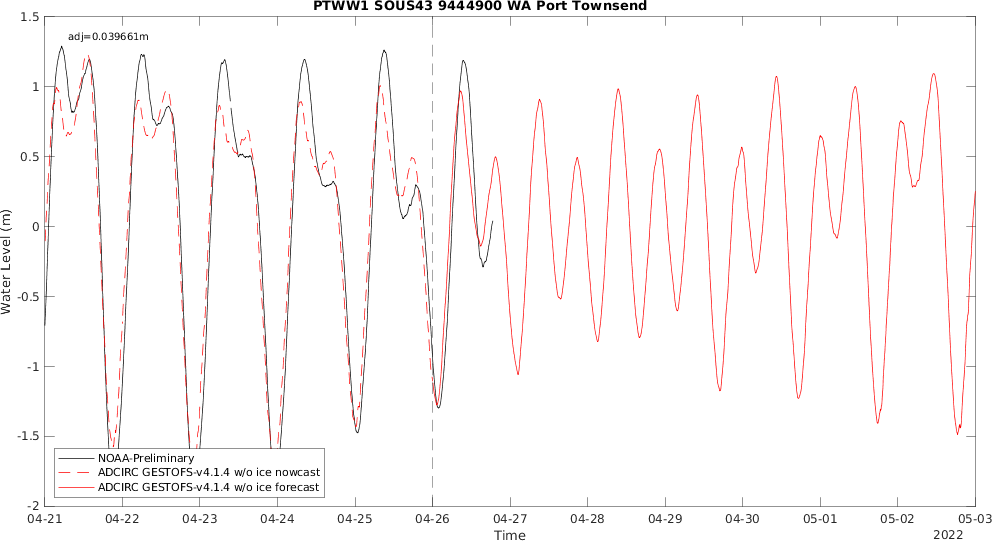 PTWW1 SOUS43 9444900 WA Port Townsend
adj=0.039661m
1.5
1
0.5
0
-0.5
-1
-1.5
-2
Water Level (m)
NOAA-Preliminary
ADCIRC GESTOFS-v4.1.4 w/o ice nowcast
ADCIRC GESTOFS-v4.1.4 w/o ice forecast
04-21 04-22 04-23 04-24 04-25 04-26 04-27 04-28 04-29 04-30 05-01 05-02 05-03
Time
2022